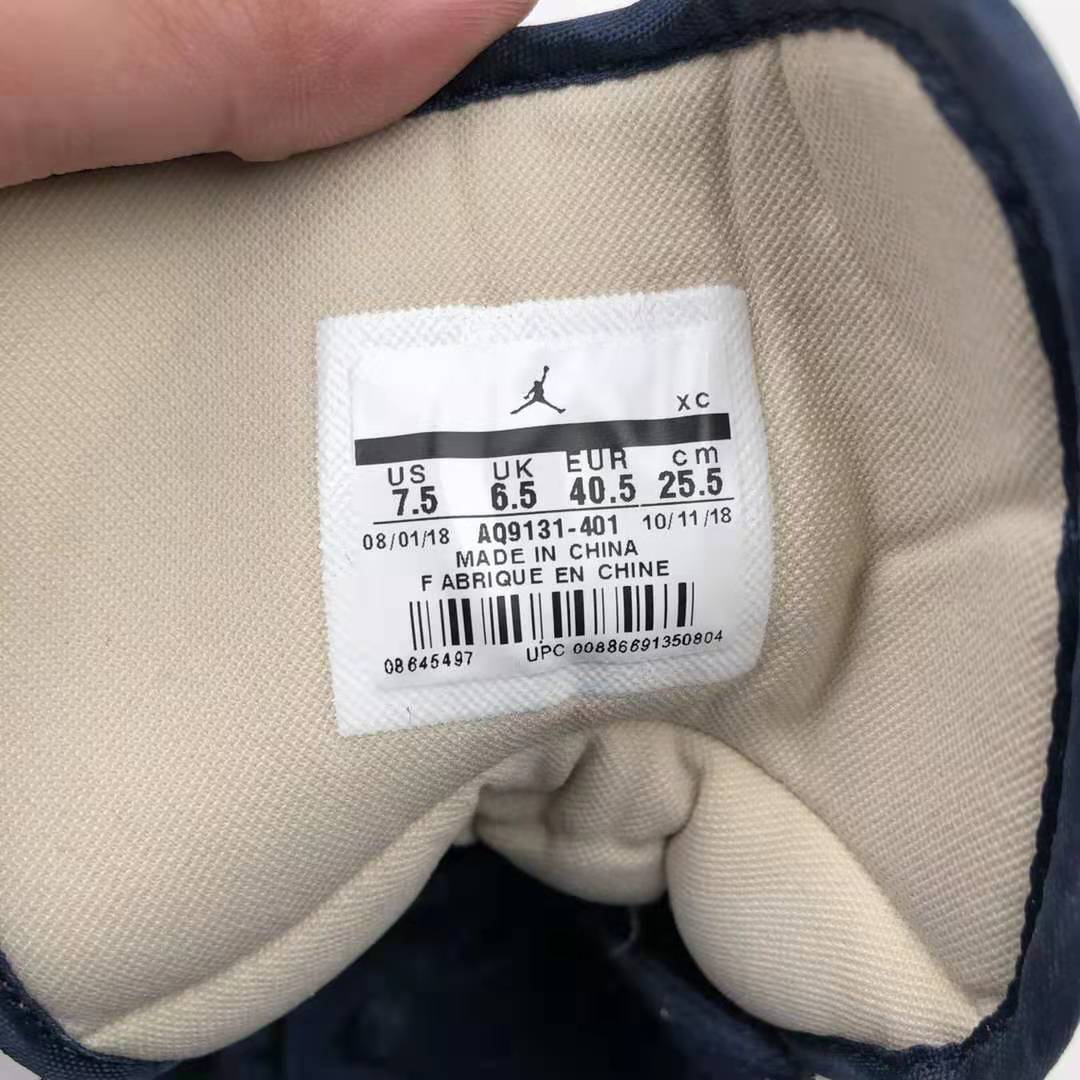 XC
US UK EUR cm
7.5 6.5 40.5 25.5
08/01/18 AQ9131-401 10/11/18
MADE IN CHINA
F ABRIQUE EN CHINE
08645497 UPC 00886691350804